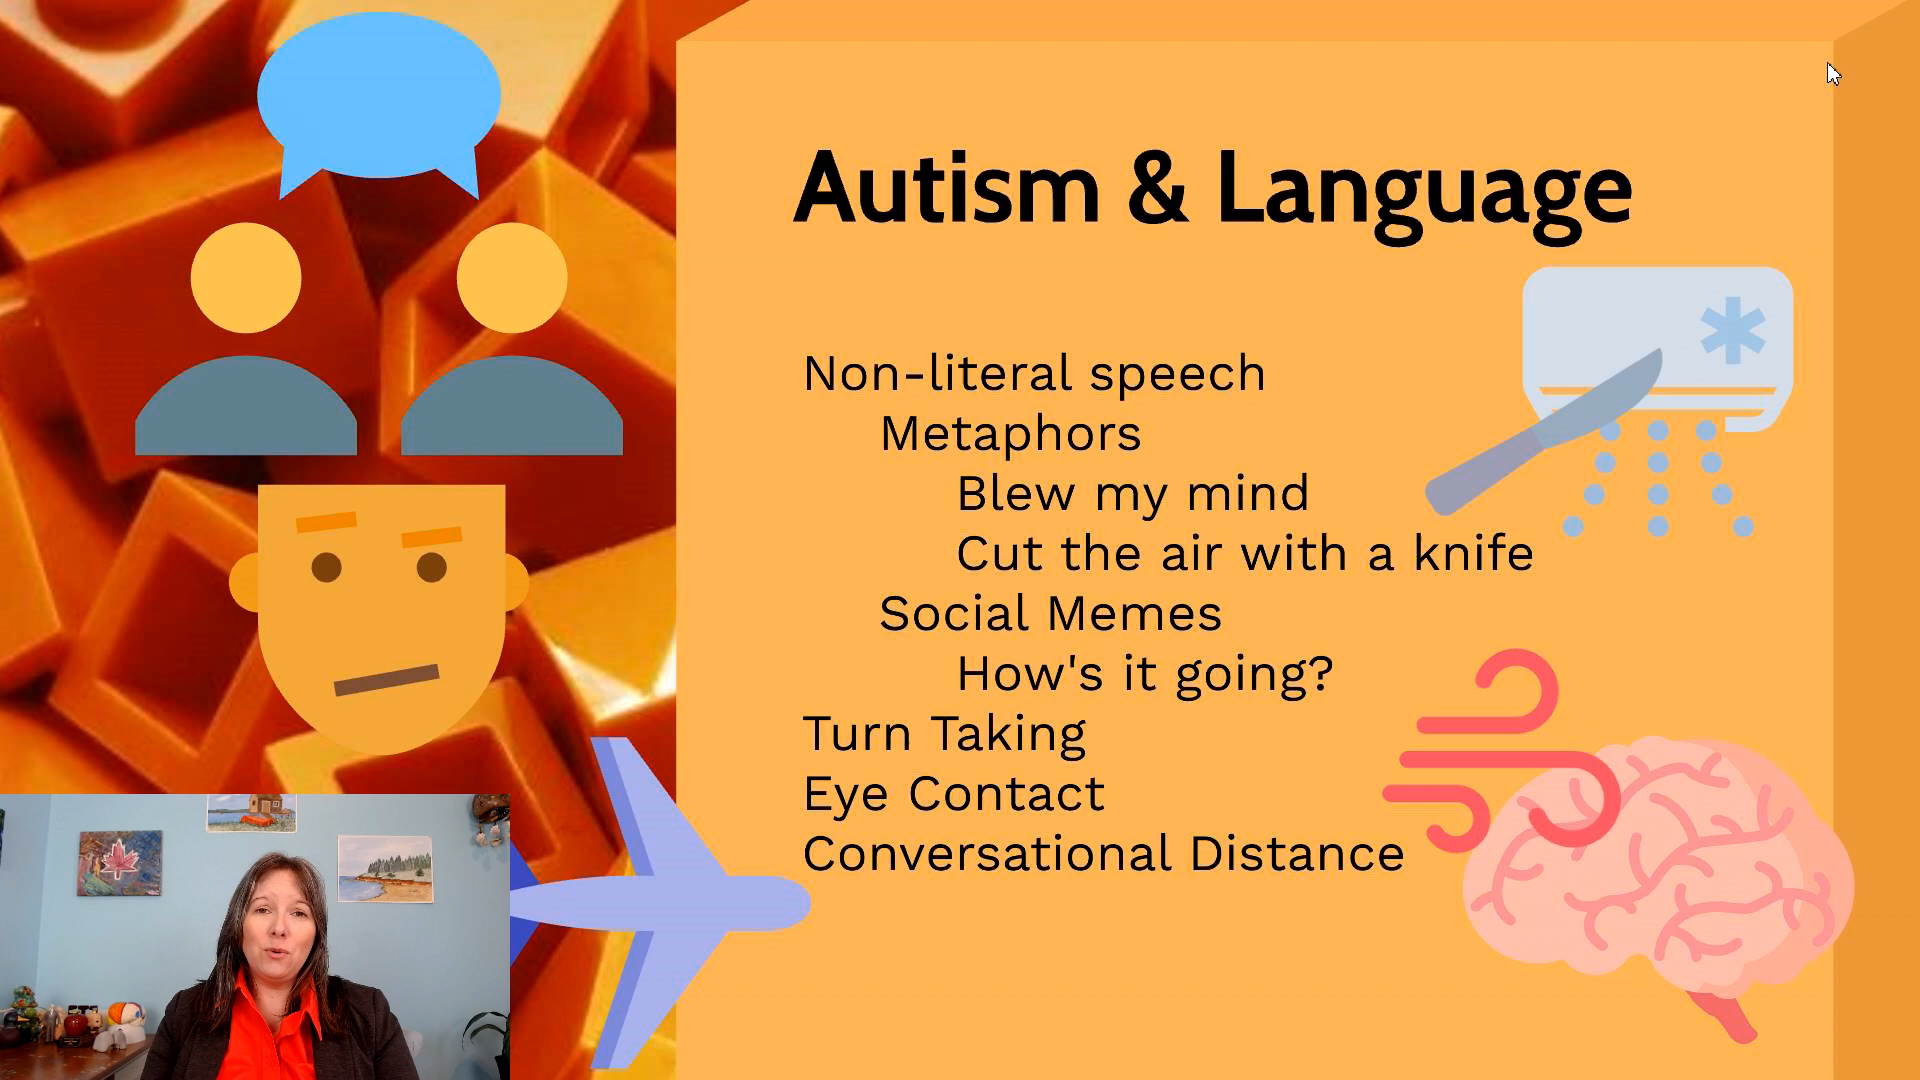 Autism & Language
Non-literal speech
Metaphors
Blew my mind
Cut the air with a knife
Social Memes
How's it going?
Turn Taking
Eye Contact
Conversational Distance